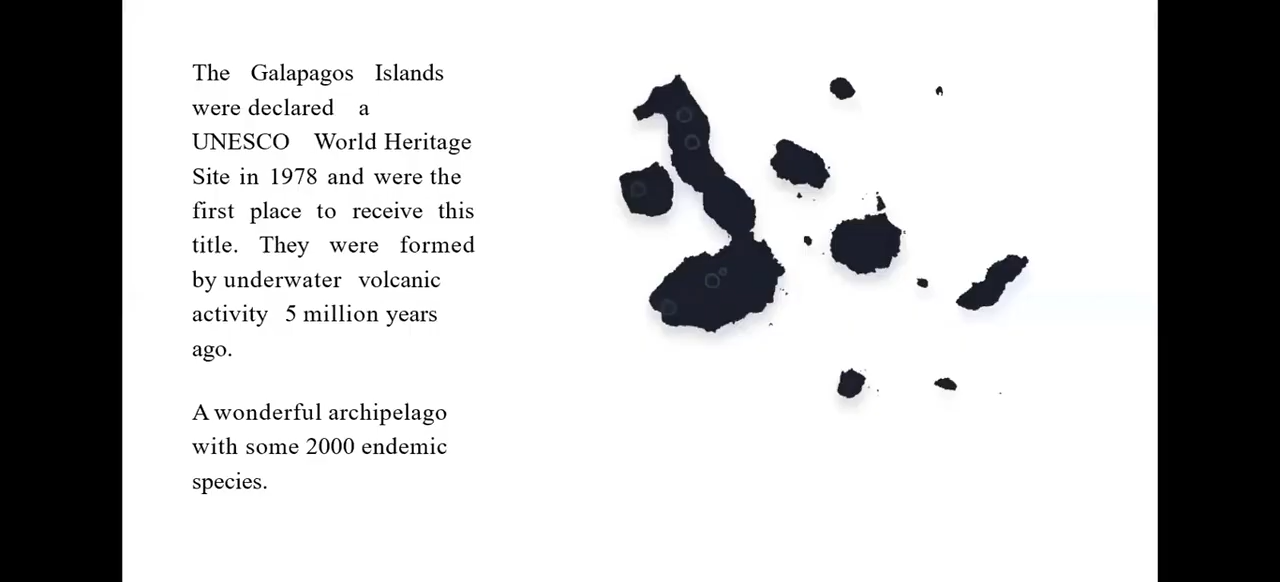 The Galapagos Islands
were declared a
UNESCO World Heritage
Site in 1978 and were the
first place to receive this
title. They were formed
by underwater volcanic
activity 5 million years
ago.
A wonderful archipelago
with some 2000 endemic
species.